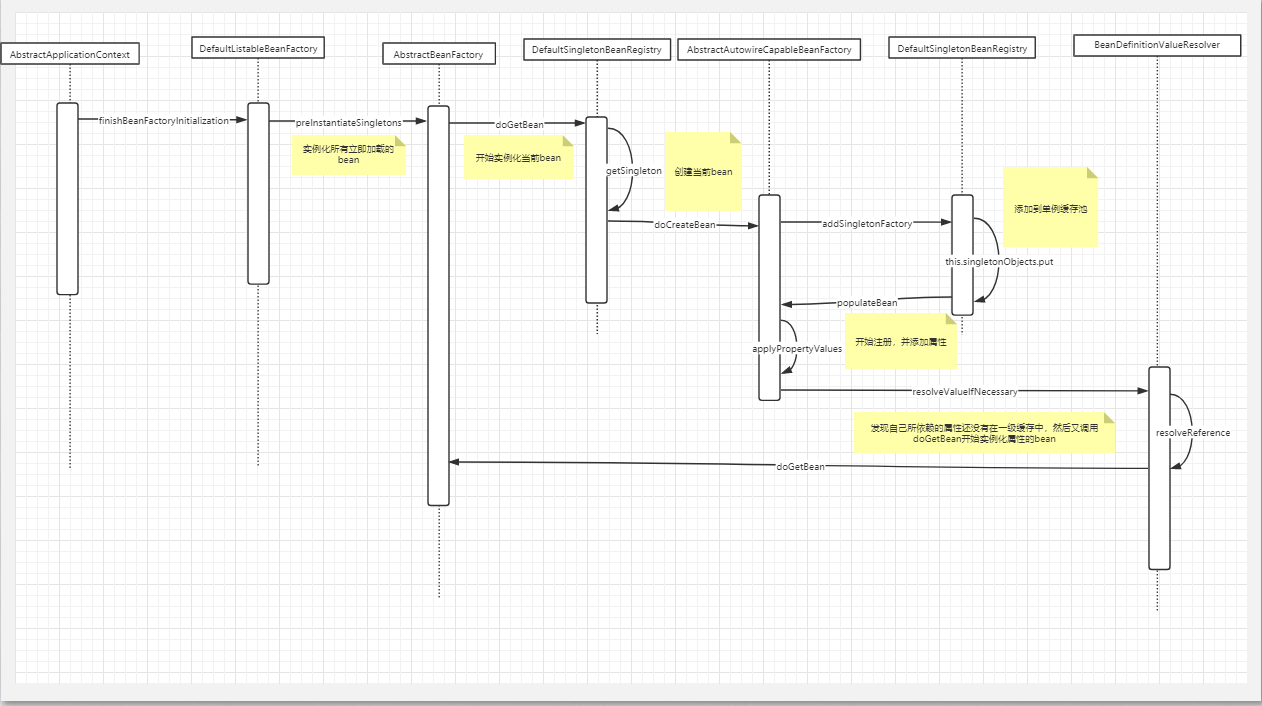 AbstractApplicationContext
DefaultListableBeanFactory
AbstractBeanFactory
DefaultSingletonBeanRegistry
AbstractAutowireCapableBeanFactory
DefaultSingletonBeanRegistry
BeanDefinitionValueResolver
finishBeanFactoryInitialization
preInstantiateSingletons
实例化所有立即加载的
bean
doGetBean
开始实例化当前bean
getSingleton
创建当前bean
doCreateBean
addSingletonFactory
添加到单例缓存池
this.singletonObjects.put
populateBean
开始注册，并添加属性
applyPropertyValues
resolveValueIfNecessary
发现自己所依赖的属性还没有在一级缓存中，然后又调用
doGetBean开始实例化属性的bean
resolveReference
doGetBean